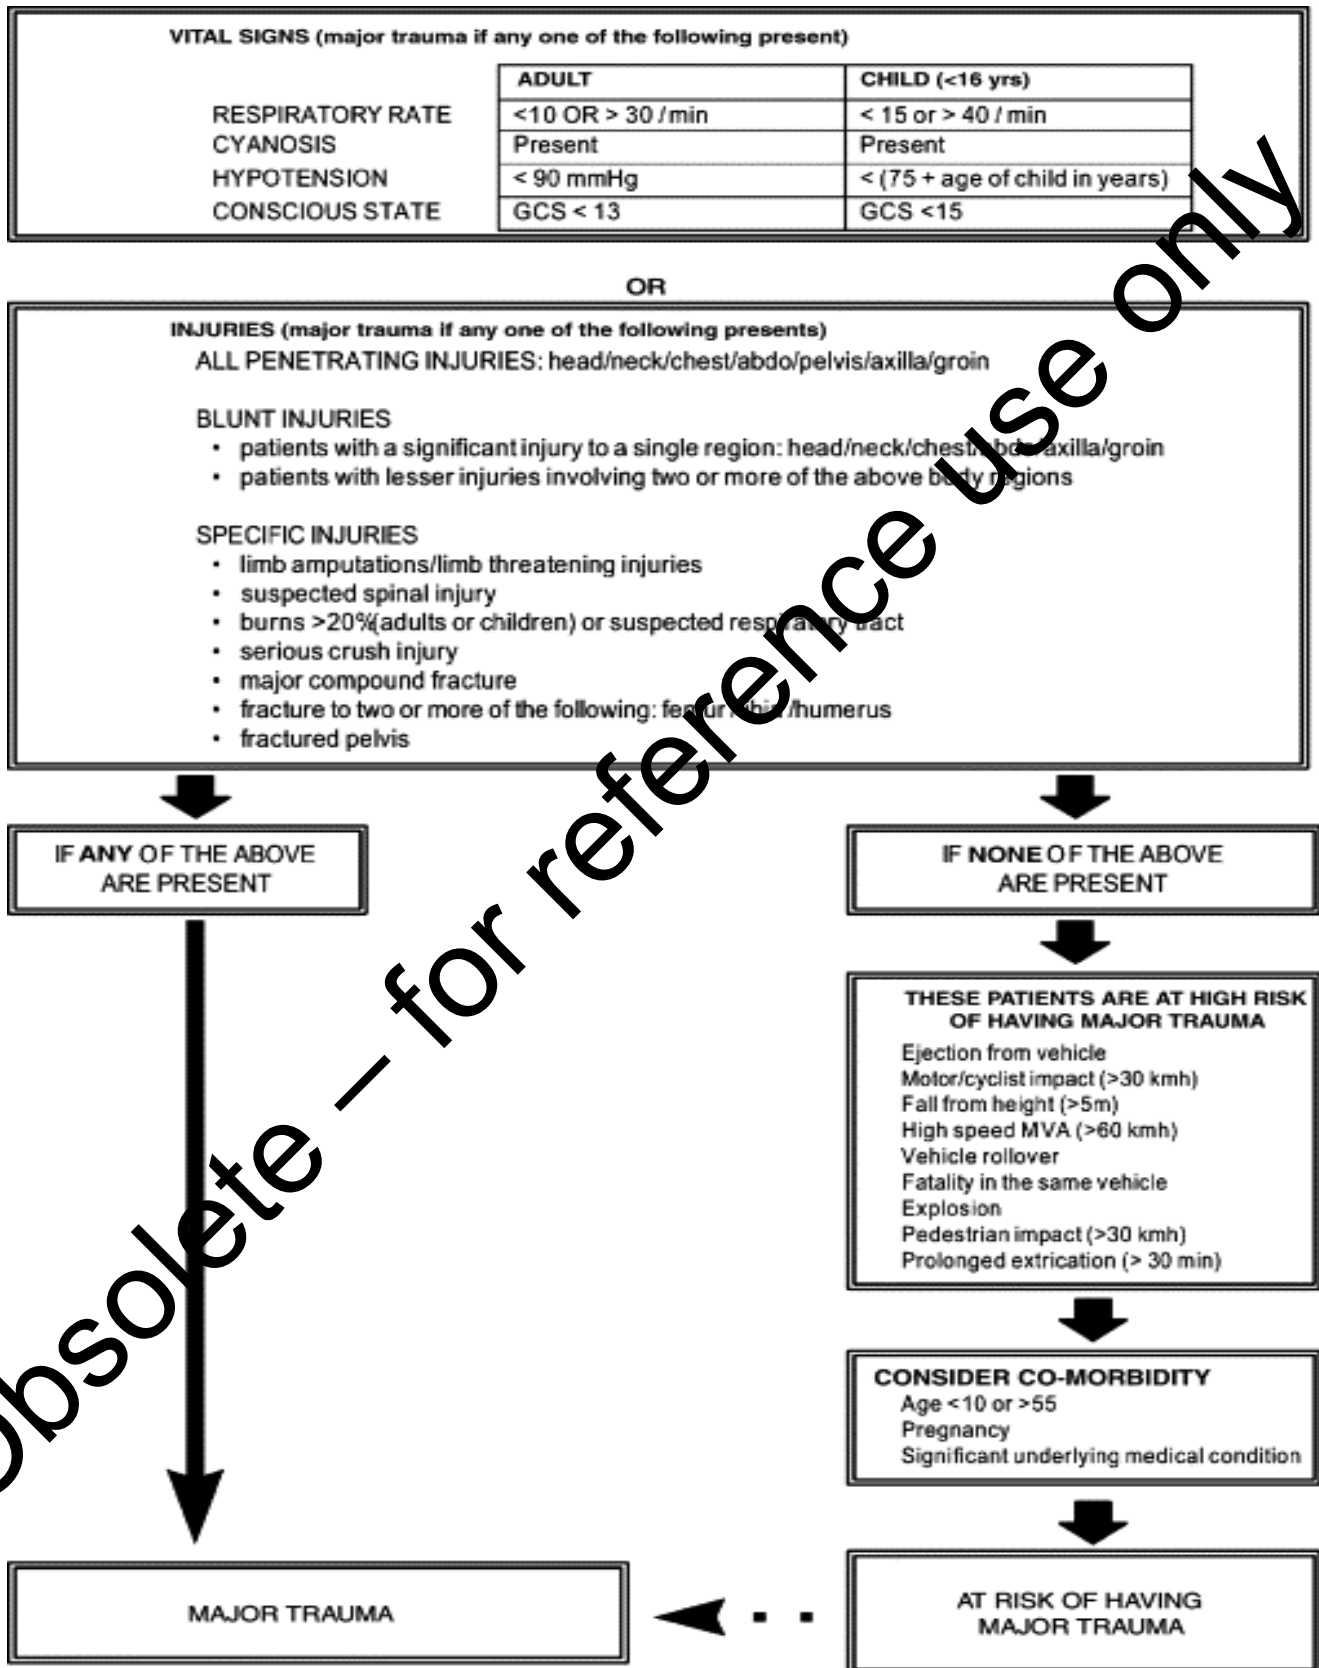 VITAL SIGNS (major trauma if any one of the following present)
ADULT CHILD (<16 yrs)
RESPIRATORY RATE <10 OR > 30 / min < 15 or > 40 / min
CYANOSIS Present Present
HYPOTENSION < 90 mmHg < (75 + age of child in years)
CONSCIOUS STATE GCS < 13 GCS <15
OR
INJURIES (major trauma if any one of the following presents)
ALL PENETRATING INJURIES: head/neck/chest/abdo/pelvis/axilla/groin
BLUNT INJURIES
• patients with a significant injury to a single region: head/neck/chest/abdo/axilla/groin
• patients with lesser injuries involving two or more of the above body regions
SPECIFIC INJURIES
• limb amputations/limb threatening injuries
• suspected spinal injury
• burns >20%(adults or children) or suspected respiratory tract
• serious crush injury
• major compound fracture
• fracture to two or more of the following: femur/tibia/humerus
• fractured pelvis
IF ANY OF THE ABOVE
ARE PRESENT
IF NONE OF THE ABOVE
ARE PRESENT
THESE PATIENTS ARE AT HIGH RISK
OF HAVING MAJOR TRAUMA
Ejection from vehicle
Motor/cyclist impact (>30 kmh)
Fall from height (>5m)
High speed MVA (>60 kmh)
Vehicle rollover
Fatality in the same vehicle
Explosion
Pedestrian impact (>30 kmh)
Prolonged extrication (> 30 min)
CONSIDER CO-MORBIDITY
Age <10 or >55
Pregnancy
Significant underlying medical condition
MAJOR TRAUMA
AT RISK OF HAVING
MAJOR TRAUMA
Obsolete – for reference use only